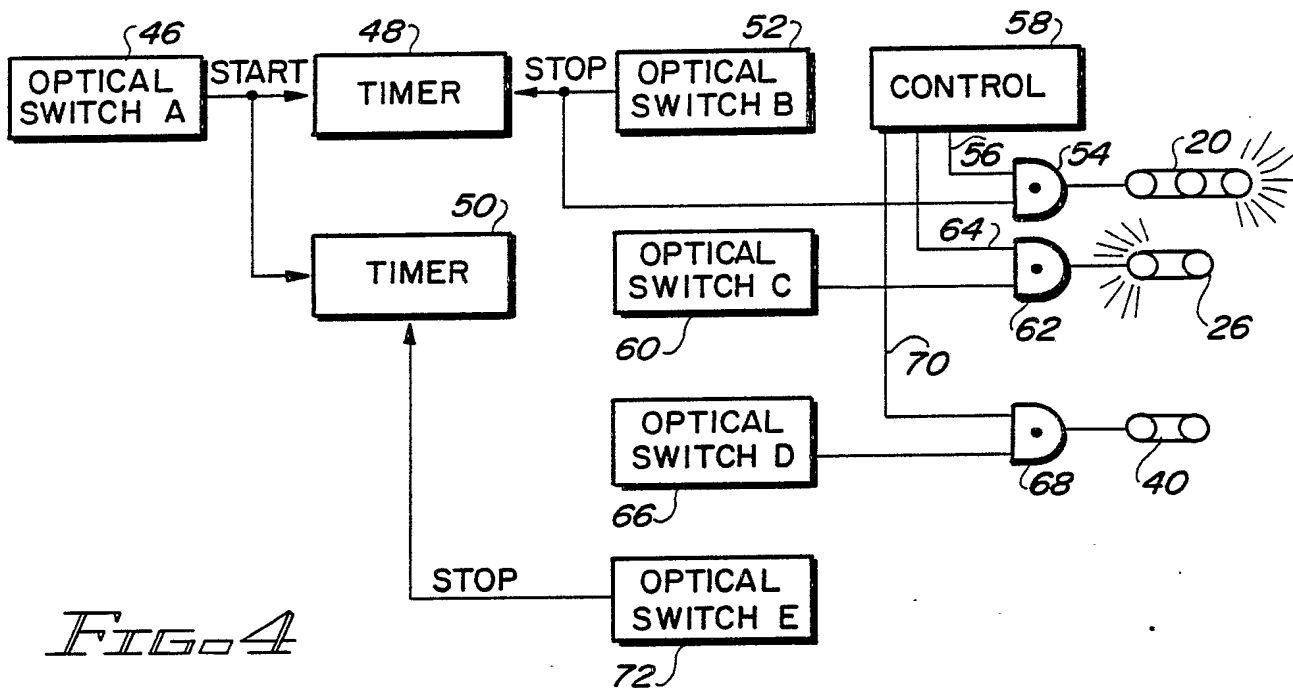 46
48
52
58
OPTICAL
SWITCH A
START
TIMER
STOP
OPTICAL
SWITCH B
CONTROL
56
54
20
50
TIMER
64
OPTICAL
SWITCH C
60
62
26
70
OPTICAL
SWITCH D
66
68
40
STOP
OPTICAL
SWITCH E
72
FIG. 4